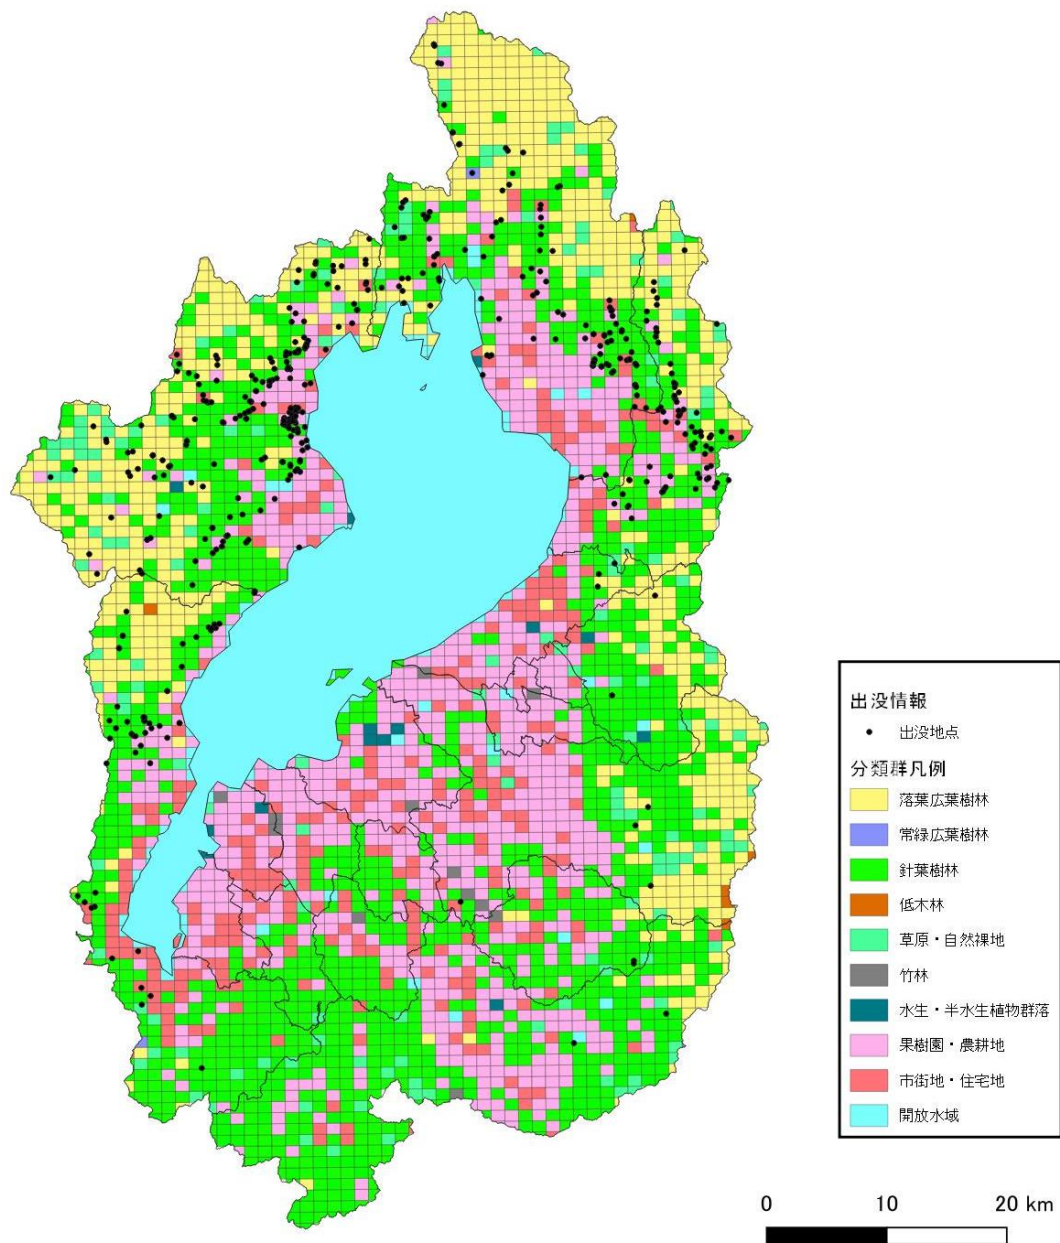 出没情報
出没地点
分類群凡例
落葉広葉樹林
常緑広葉樹林
針葉樹林
低木林
草原・自然裸地
竹林
水生・半水生植物群落
果樹園・農耕地
市街地・住宅地
開放水域
0 10 20 km